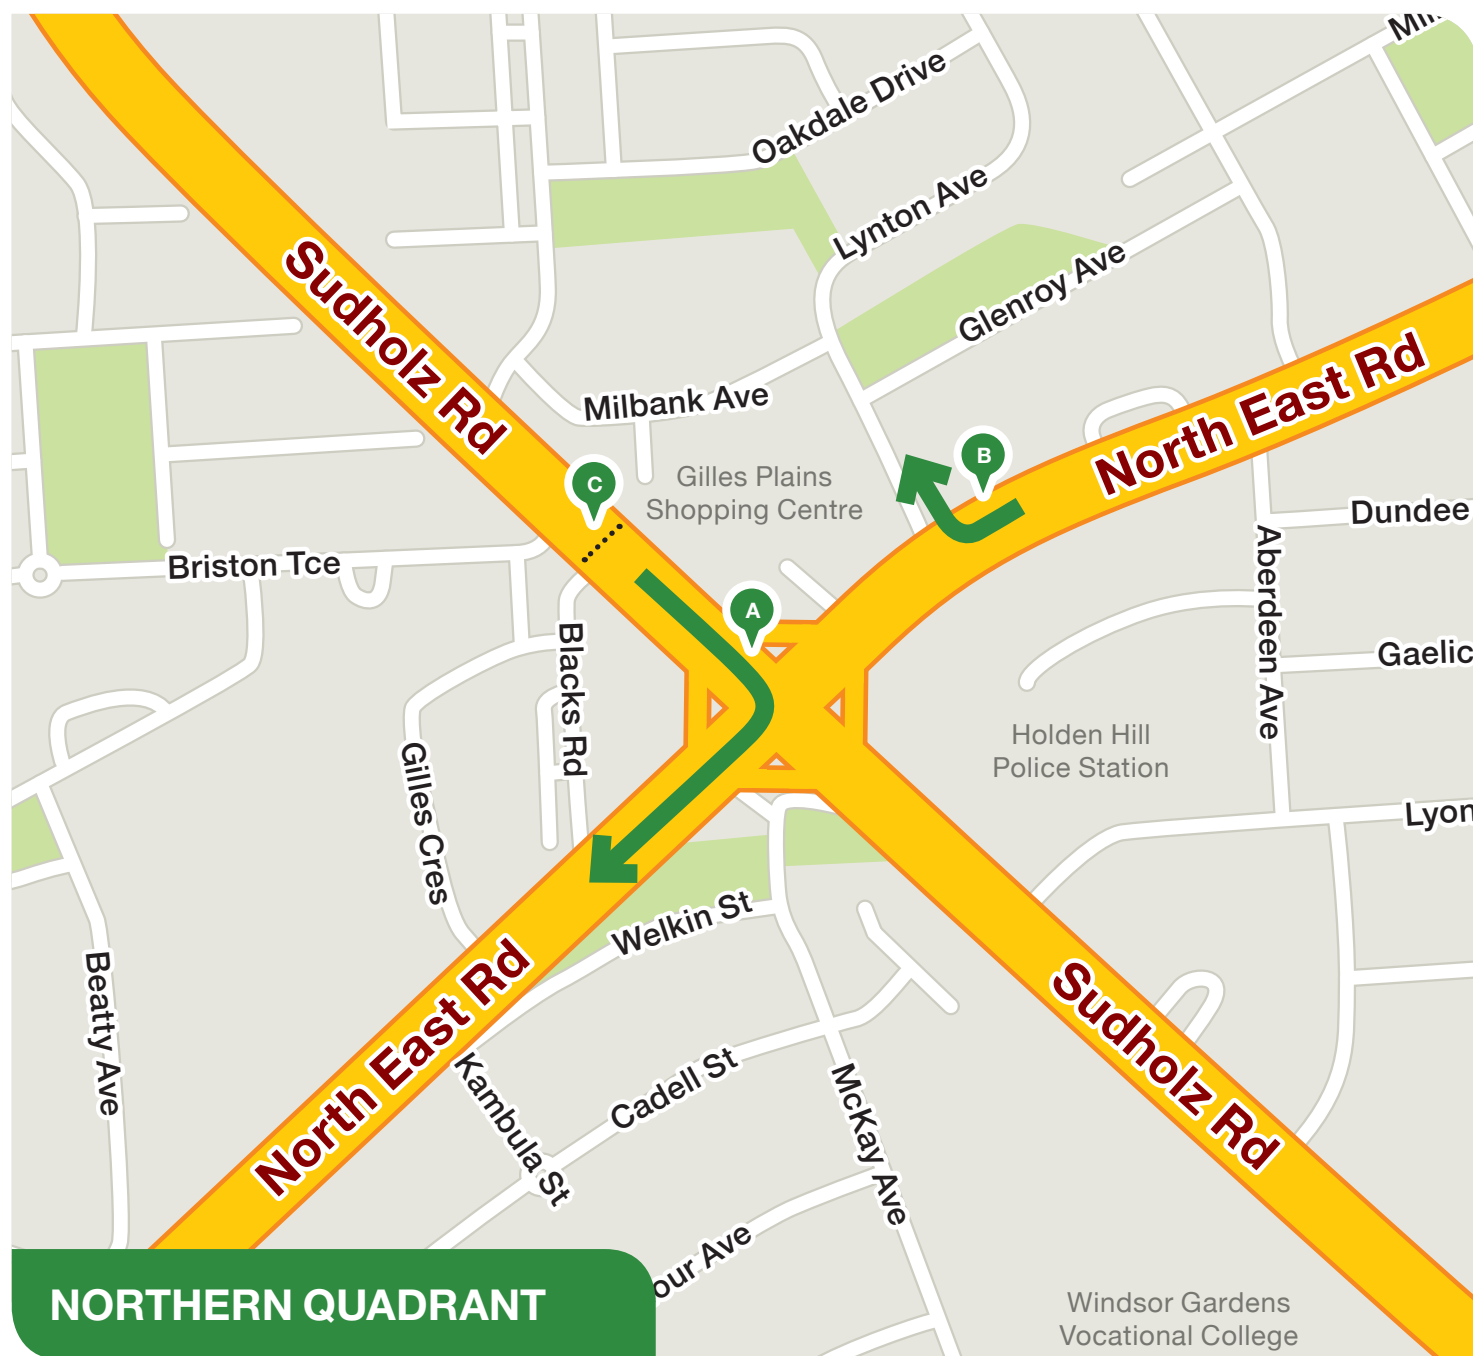 Mil
Oakdale Drive
Lynton Ave
Glenroy Ave
Sudholz Rd
North East Rd
Milbank Ave
B
C
Gilles Plains
Shopping Centre
Dundee
Briston Tce
Aberdeen Ave
A
Blacks Rd
Gaelic
Holden Hill
Police Station
Gilles Cres
Lyon
Welkin St
Beatty Ave
North East Rd
Sudholz Rd
Kambula St
Cadell St
McKay Ave
our Ave
NORTHERN QUADRANT
Windsor Gardens
Vocational College